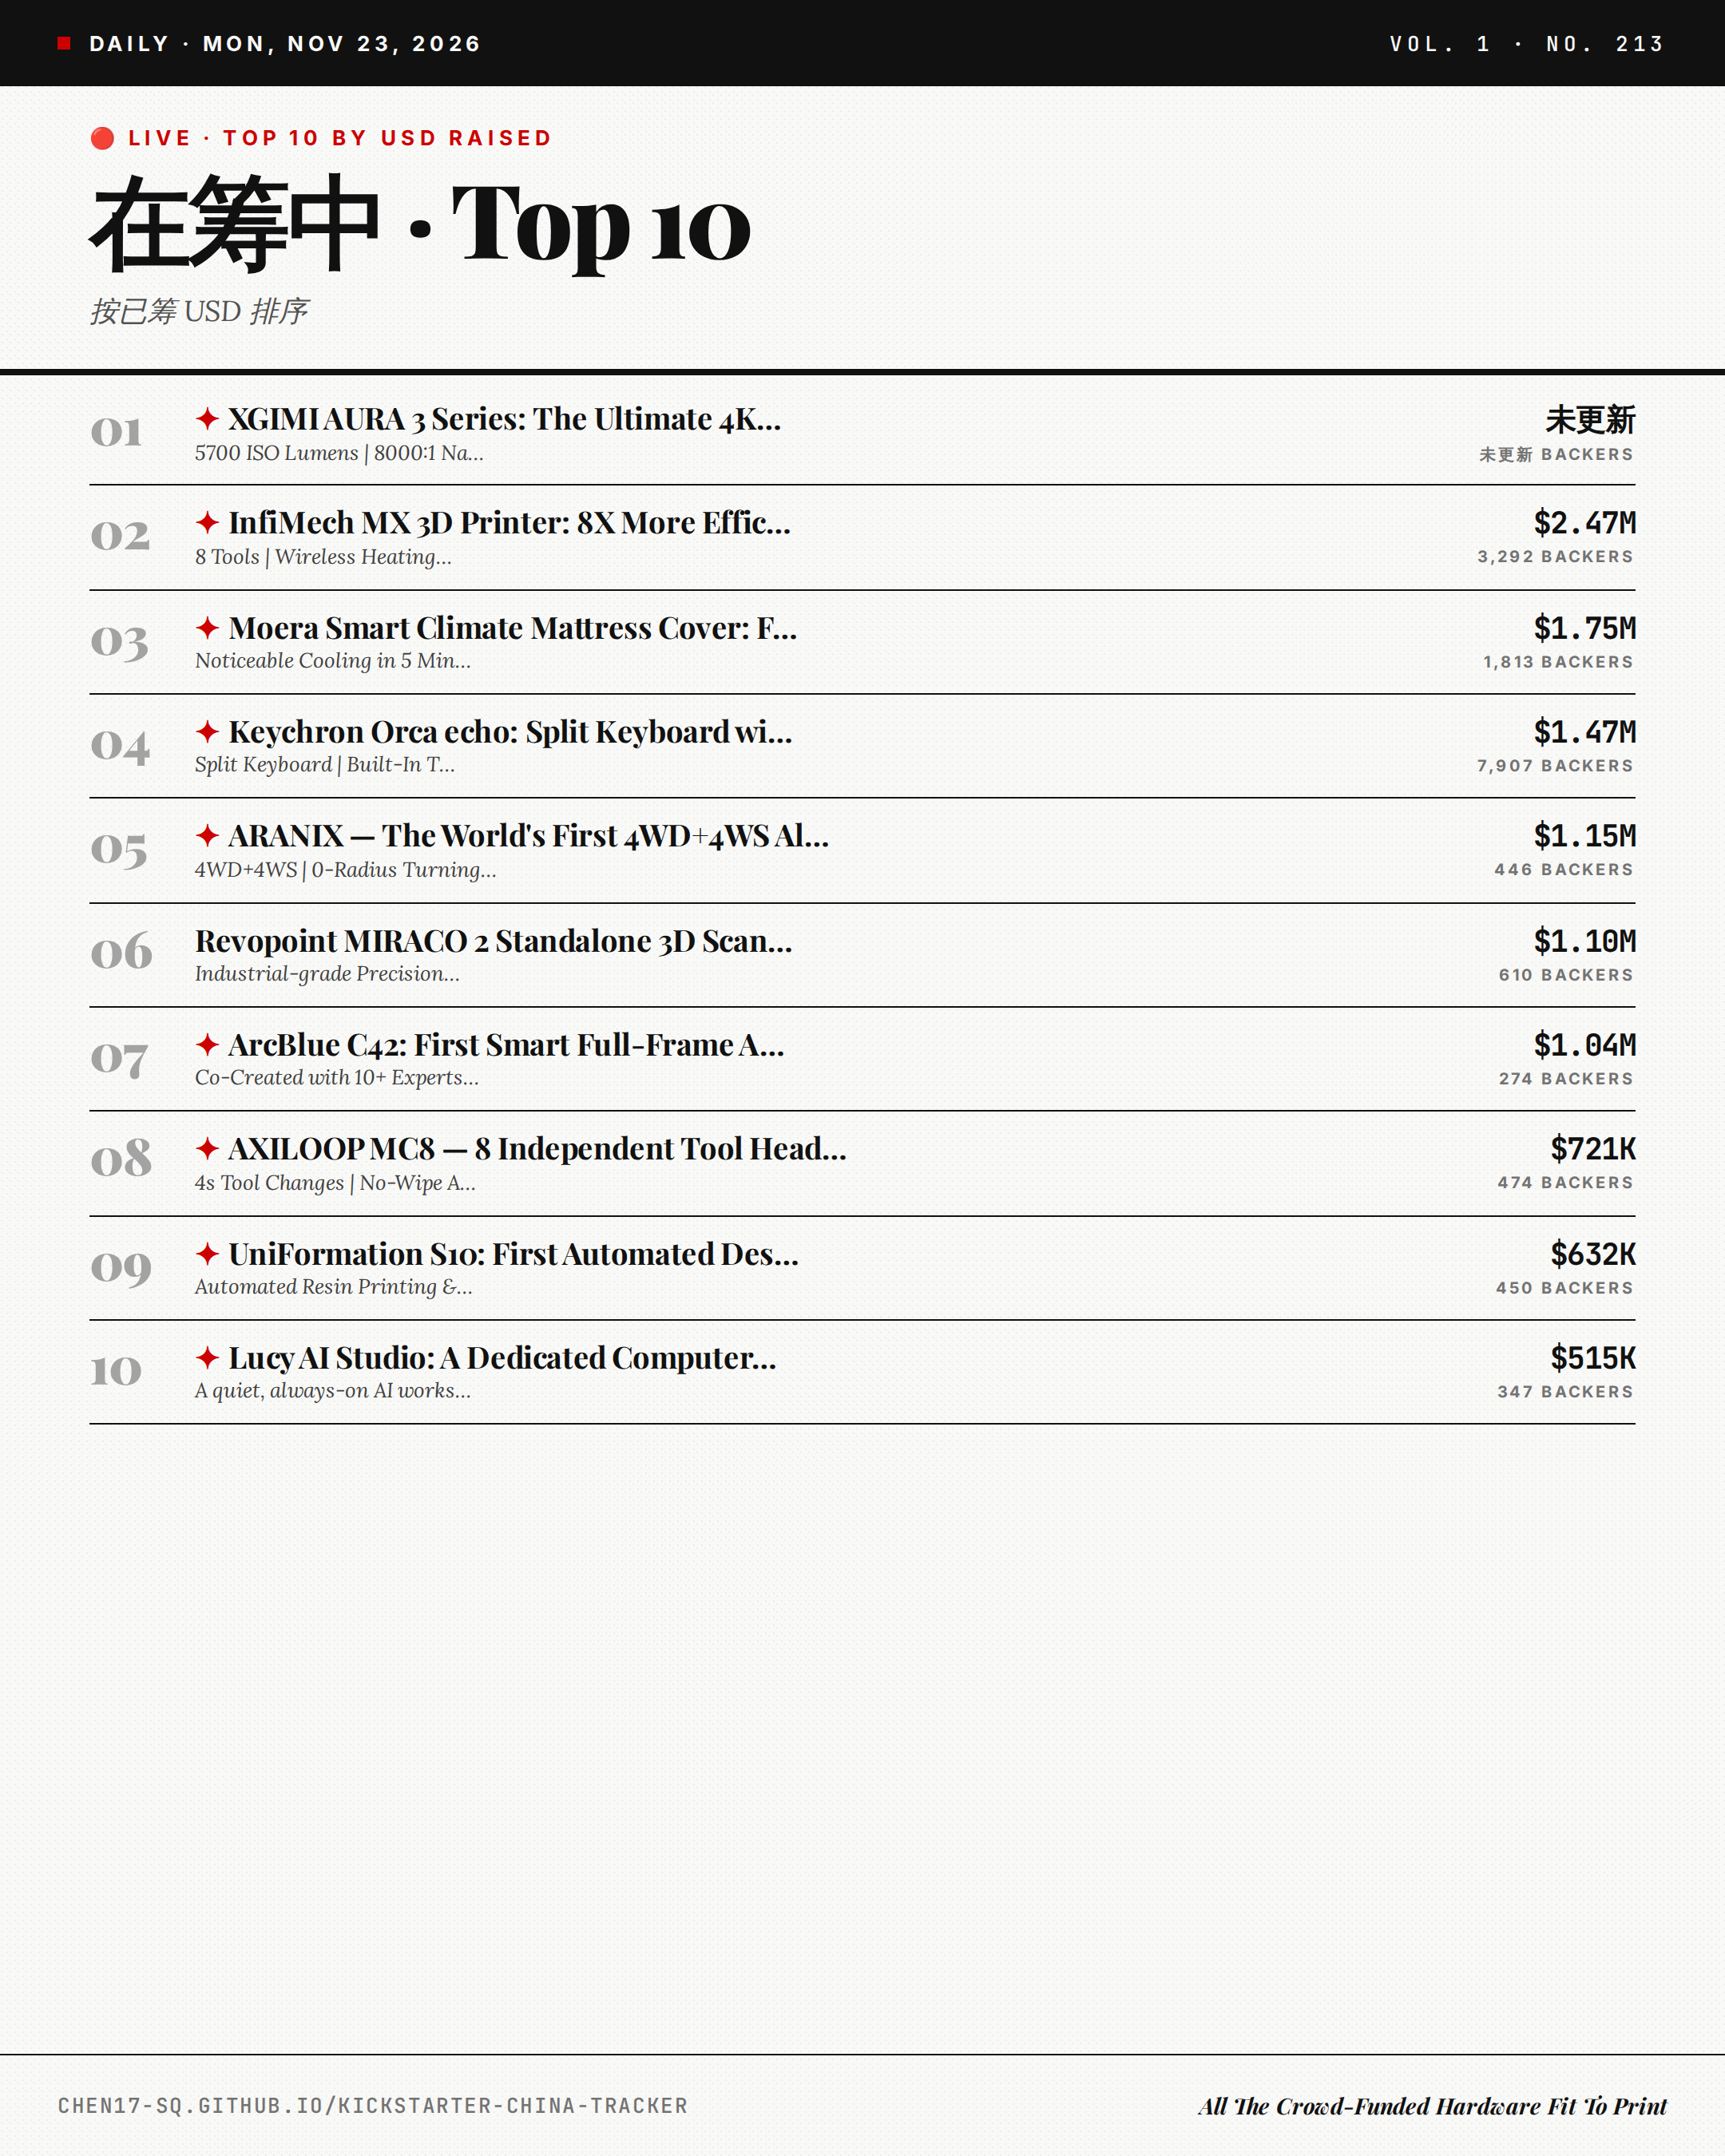 DAILY · MON, NOV 23, 2026
VOL. 1 · NO. 213
LIVE · TOP 10 BY USD RAISED
在筹中 · Top 10
按已筹 USD 排序
01
✦ XGIMI AURA 3 Series: The Ultimate 4K…
未更新
5700 ISO Lumens | 8000:1 Na…
未更新 BACKERS
02
✦ InfiMech MX 3D Printer: 8X More Effic…
$2.47M
8 Tools | Wireless Heating…
3,292 BACKERS
03
✦ Moera Smart Climate Mattress Cover: F…
$1.75M
Noticeable Cooling in 5 Min…
1,813 BACKERS
04
✦ Keychron Orca echo: Split Keyboard wi…
$1.47M
Split Keyboard | Built-In T…
7,907 BACKERS
05
✦ ARANIX — The World's First 4WD+4WS Al…
$1.15M
4WD+4WS | 0-Radius Turning…
446 BACKERS
06
Revopoint MIRACO 2 Standalone 3D Scan…
$1.10M
Industrial-grade Precision…
610 BACKERS
07
✦ ArcBlue C42: First Smart Full-Frame A…
$1.04M
Co-Created with 10+ Experts…
274 BACKERS
08
✦ AXILOOP MC8 — 8 Independent Tool Head…
$721K
4s Tool Changes | No-Wipe A…
474 BACKERS
09
✦ UniFormation S10: First Automated Des…
$632K
Automated Resin Printing &…
450 BACKERS
10
✦ Lucy AI Studio: A Dedicated Computer…
$515K
A quiet, always-on AI works…
347 BACKERS
CHEN17-SQ.GITHUB.IO/KICKSTARTER-CHINA-TRACKER
All The Crowd-Funded Hardware Fit To Print